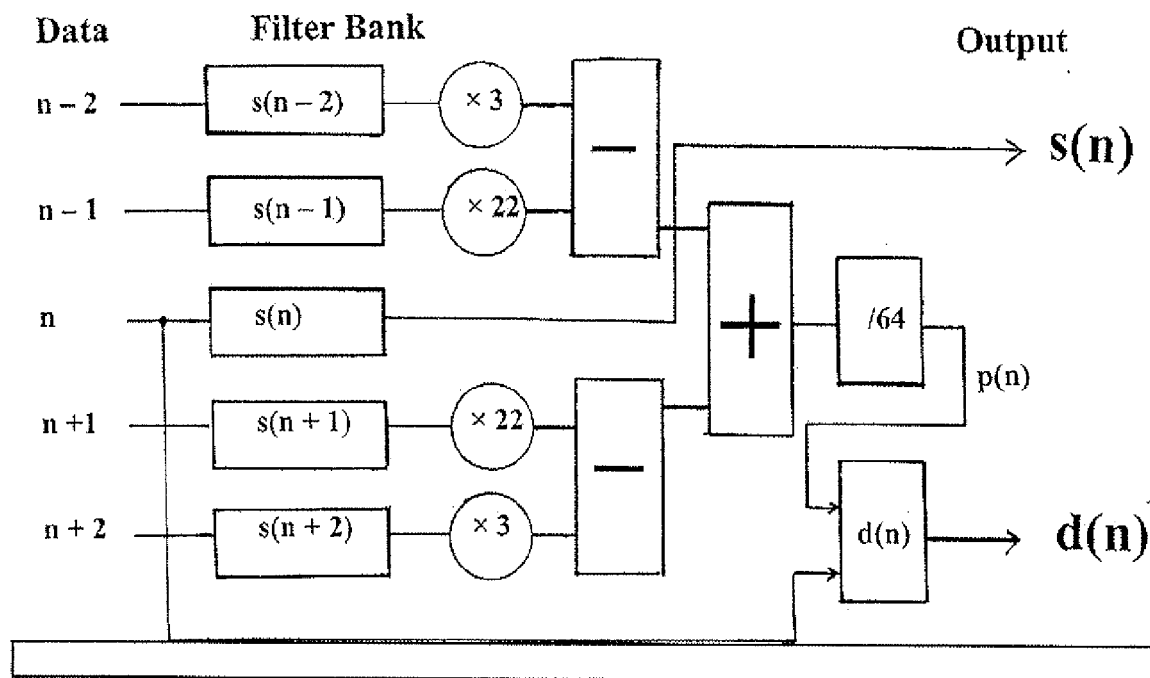 Data Filter Bank Output
n – 2 s(n – 2) × 3
s(n)
n – 1 s(n – 1) × 22
n s(n) + /64
p(n)
n +1 s(n + 1) × 22
n + 2 s(n + 2) × 3
d(n) d(n)